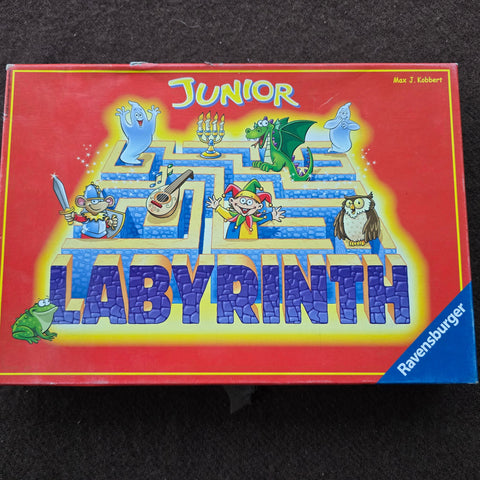 Max J. Kobbert
JUNIOR
LABYRINTH
Ravensburger